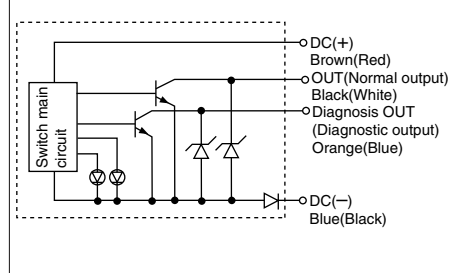 DC(+)
Brown(Red)
OUT(Normal output)
Black(White)
Diagnosis OUT
(Diagnostic output)
Orange(Blue)
Switch main
circuit
DC(−)
Blue(Black)